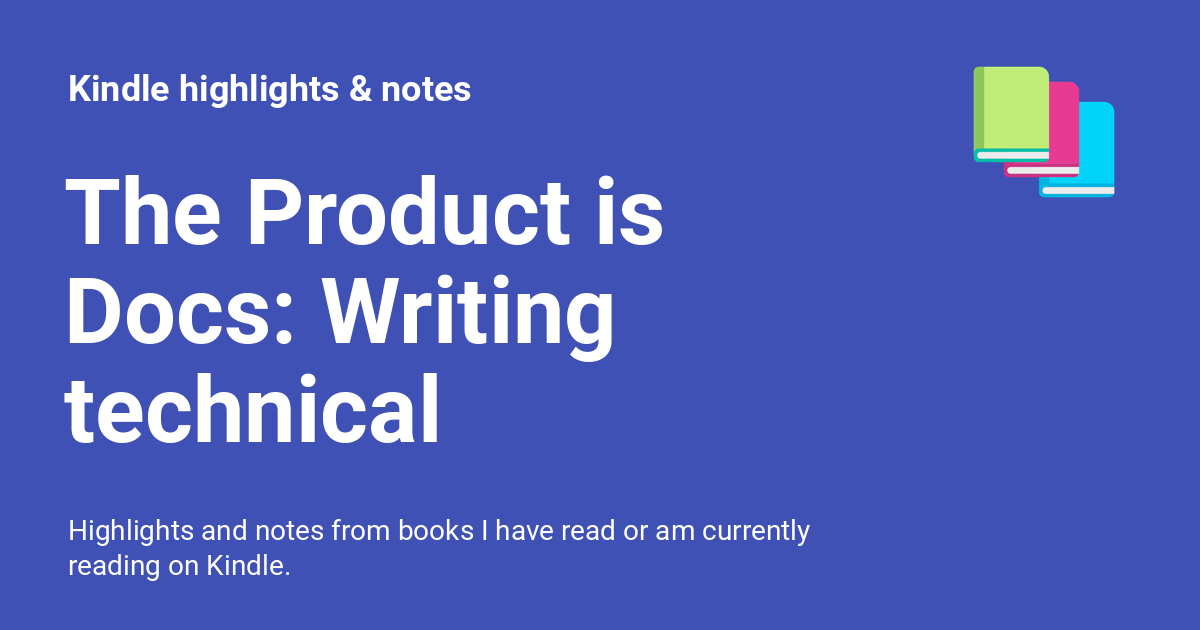 Kindle highlights & notes
The Product is
Docs: Writing
technical
Highlights and notes from books I have read or am currently
reading on Kindle.